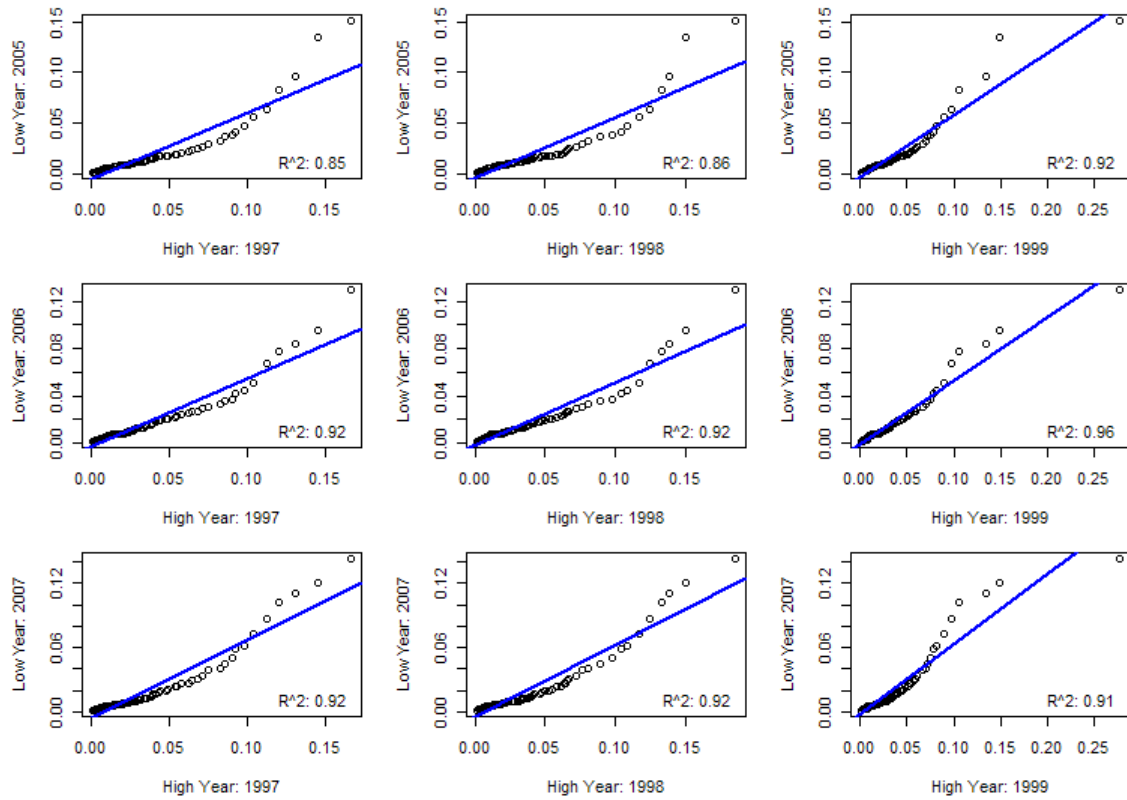 Low Year: 2005
0.00 0.05 0.10 0.15
R^2: 0.85
0.00 0.05 0.10 0.15
High Year: 1997
Low Year: 2005
0.00 0.05 0.10 0.15
R^2: 0.86
0.00 0.05 0.10 0.15
High Year: 1998
Low Year: 2005
0.00 0.05 0.10 0.15
R^2: 0.92
0.00 0.05 0.10 0.15 0.20 0.25
High Year: 1999
Low Year: 2006
0.00 0.04 0.08 0.12
R^2: 0.92
0.00 0.05 0.10 0.15
High Year: 1997
Low Year: 2006
0.00 0.04 0.08 0.12
R^2: 0.92
0.00 0.05 0.10 0.15
High Year: 1998
Low Year: 2006
0.00 0.04 0.08 0.12
R^2: 0.96
0.00 0.05 0.10 0.15 0.20 0.25
High Year: 1999
Low Year: 2007
0.00 0.06 0.12
R^2: 0.92
0.00 0.05 0.10 0.15
High Year: 1997
Low Year: 2007
0.00 0.06 0.12
R^2: 0.92
0.00 0.05 0.10 0.15
High Year: 1998
Low Year: 2007
0.00 0.06 0.12
R^2: 0.91
0.00 0.05 0.10 0.15 0.20 0.25
High Year: 1999